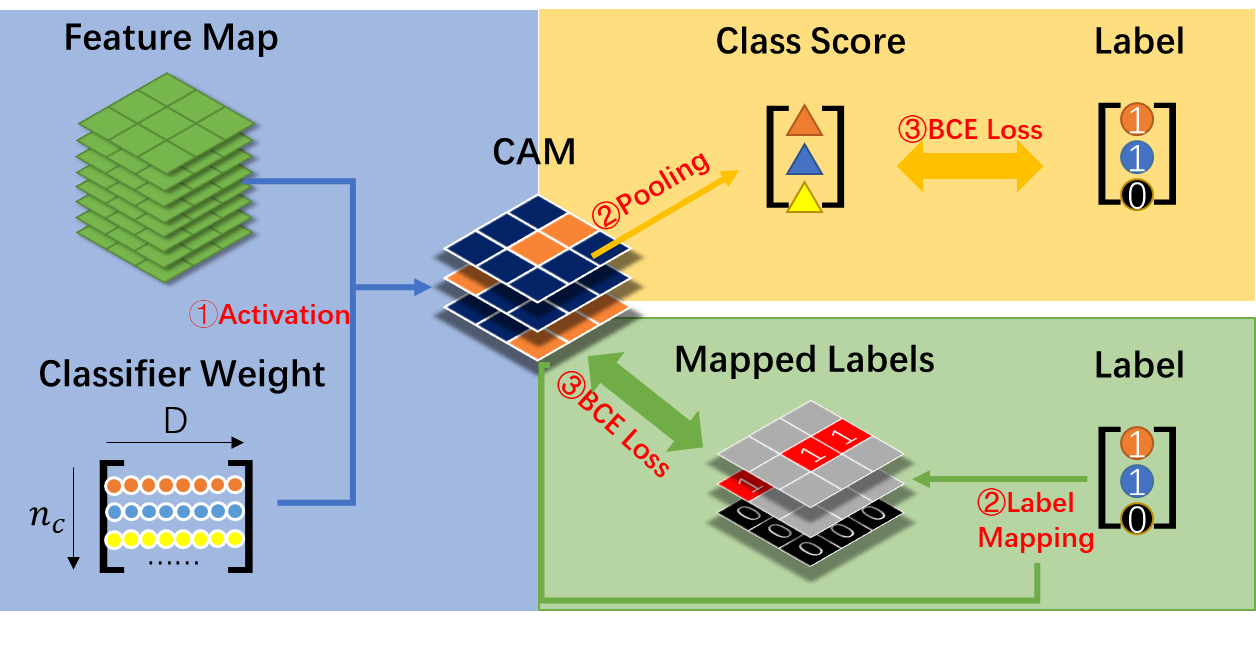 Feature Map
Class Score
Label
CAM
②Pooling
③BCE Loss
1
1
0
①Activation
Classifier Weight
D
n_c
......
Mapped Labels
Label
③BCE Loss
1
1
1
0
0
0
0
0
②Label
Mapping
1
1
0